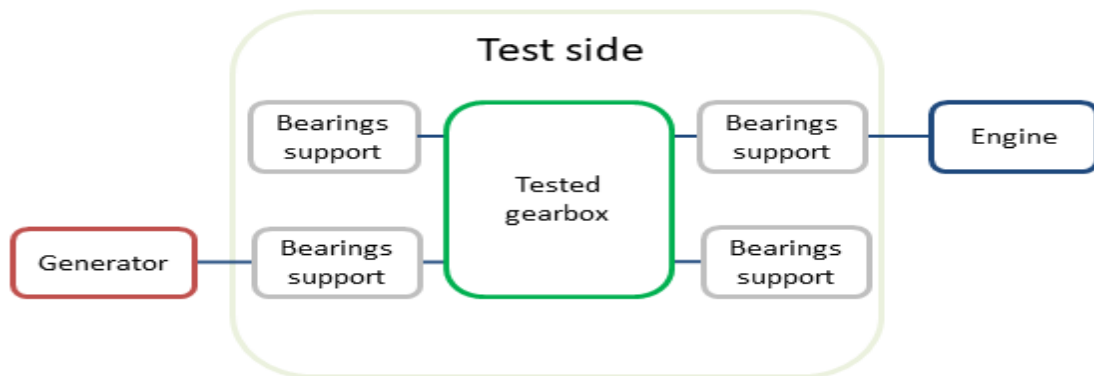 Test side
Bearings
support
Bearings
support
Engine
Tested
gearbox
Generator
Bearings
support
Bearings
support